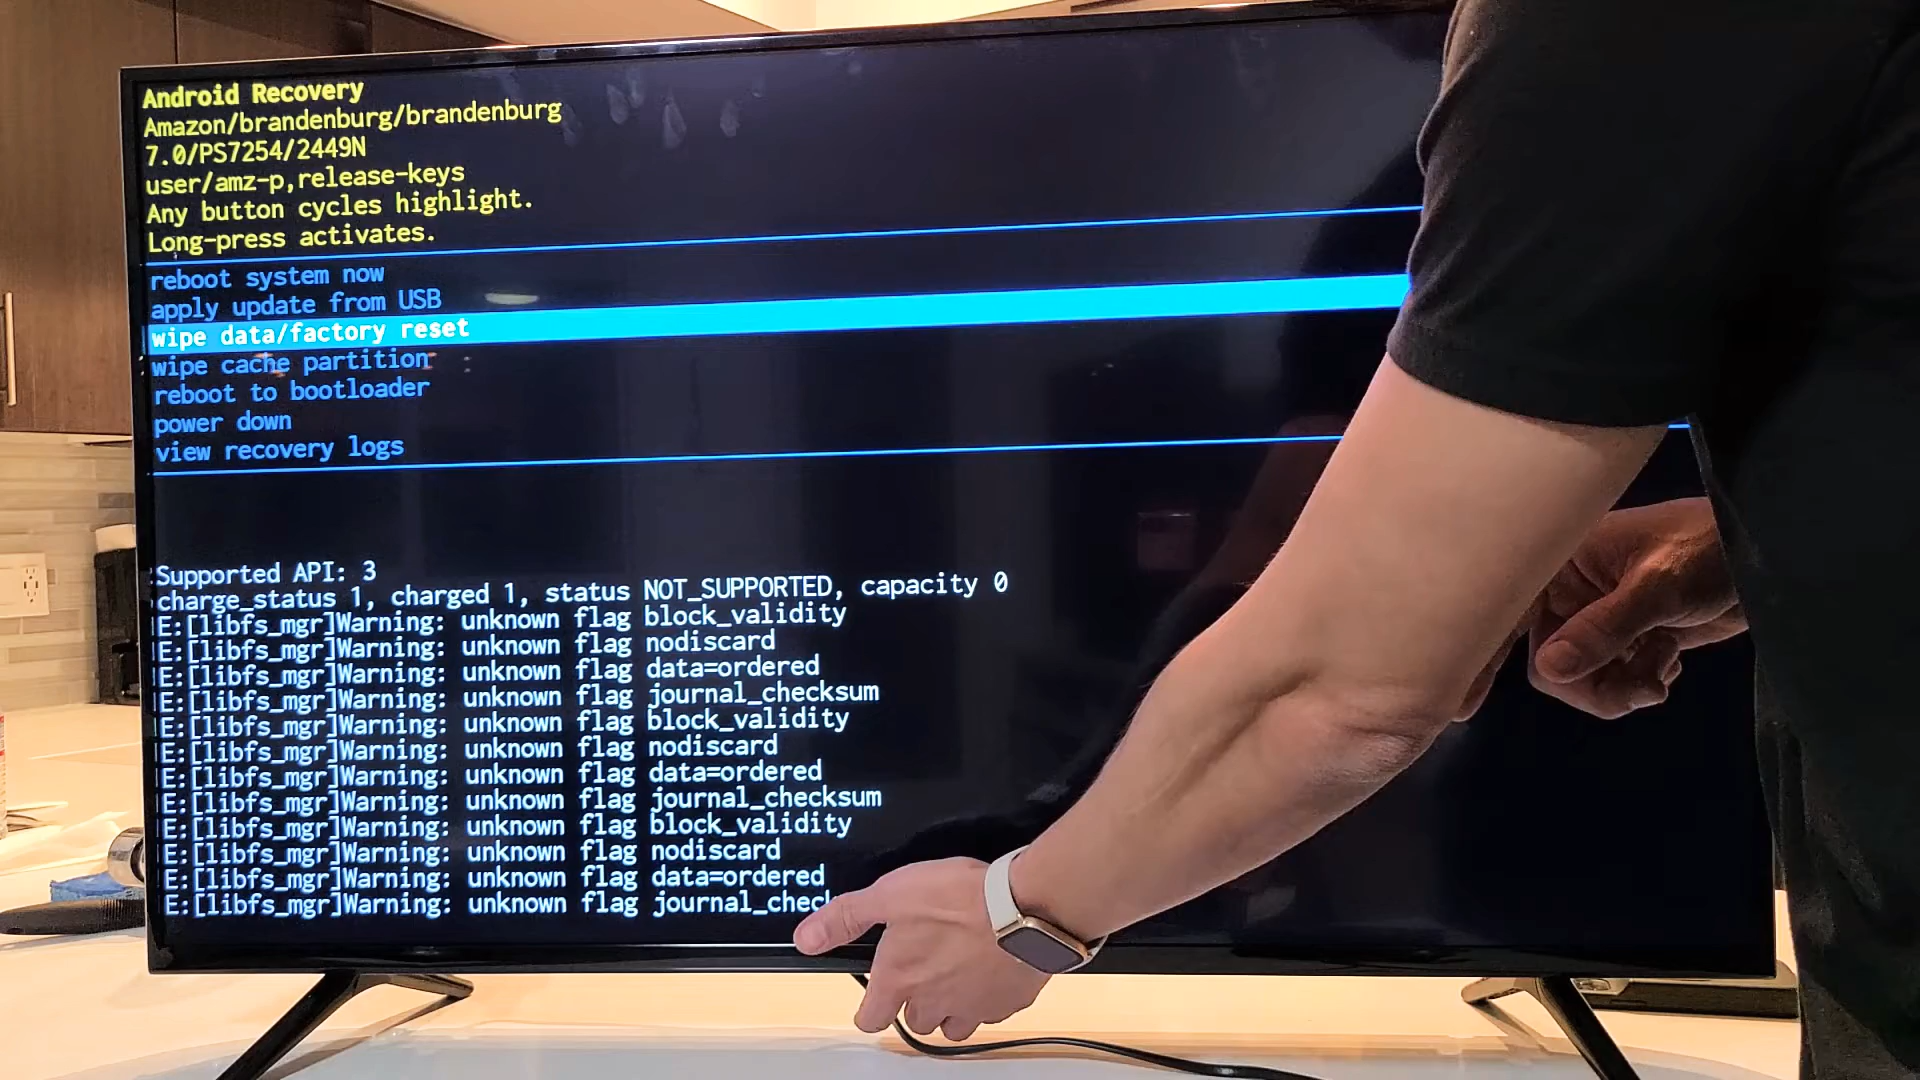 Android Recovery
Amazon/brandenburg/brandenburg
7.0/PS7254/2449N
user/amz-p,release-keys
Any button cycles highlight.
Long-press activates.
reboot system now
apply update from USB
wipe data/factory reset
wipe cache partition
reboot to bootloader
power down
view recovery logs
Supported API: 3
charge_status 1, charged 1, status NOT_SUPPORTED, capacity 0
E:[libfs_mgr]Warning: unknown flag block_validity
E:[libfs_mgr]Warning: unknown flag nodiscard
E:[libfs_mgr]Warning: unknown flag data=ordered
E:[libfs_mgr]Warning: unknown flag journal_checksum
E:[libfs_mgr]Warning: unknown flag block_validity
E:[libfs_mgr]Warning: unknown flag nodiscard
E:[libfs_mgr]Warning: unknown flag data=ordered
E:[libfs_mgr]Warning: unknown flag journal_checksum
E:[libfs_mgr]Warning: unknown flag block_validity
E:[libfs_mgr]Warning: unknown flag nodiscard
E:[libfs_mgr]Warning: unknown flag data=ordered
E:[libfs_mgr]Warning: unknown flag journal_check